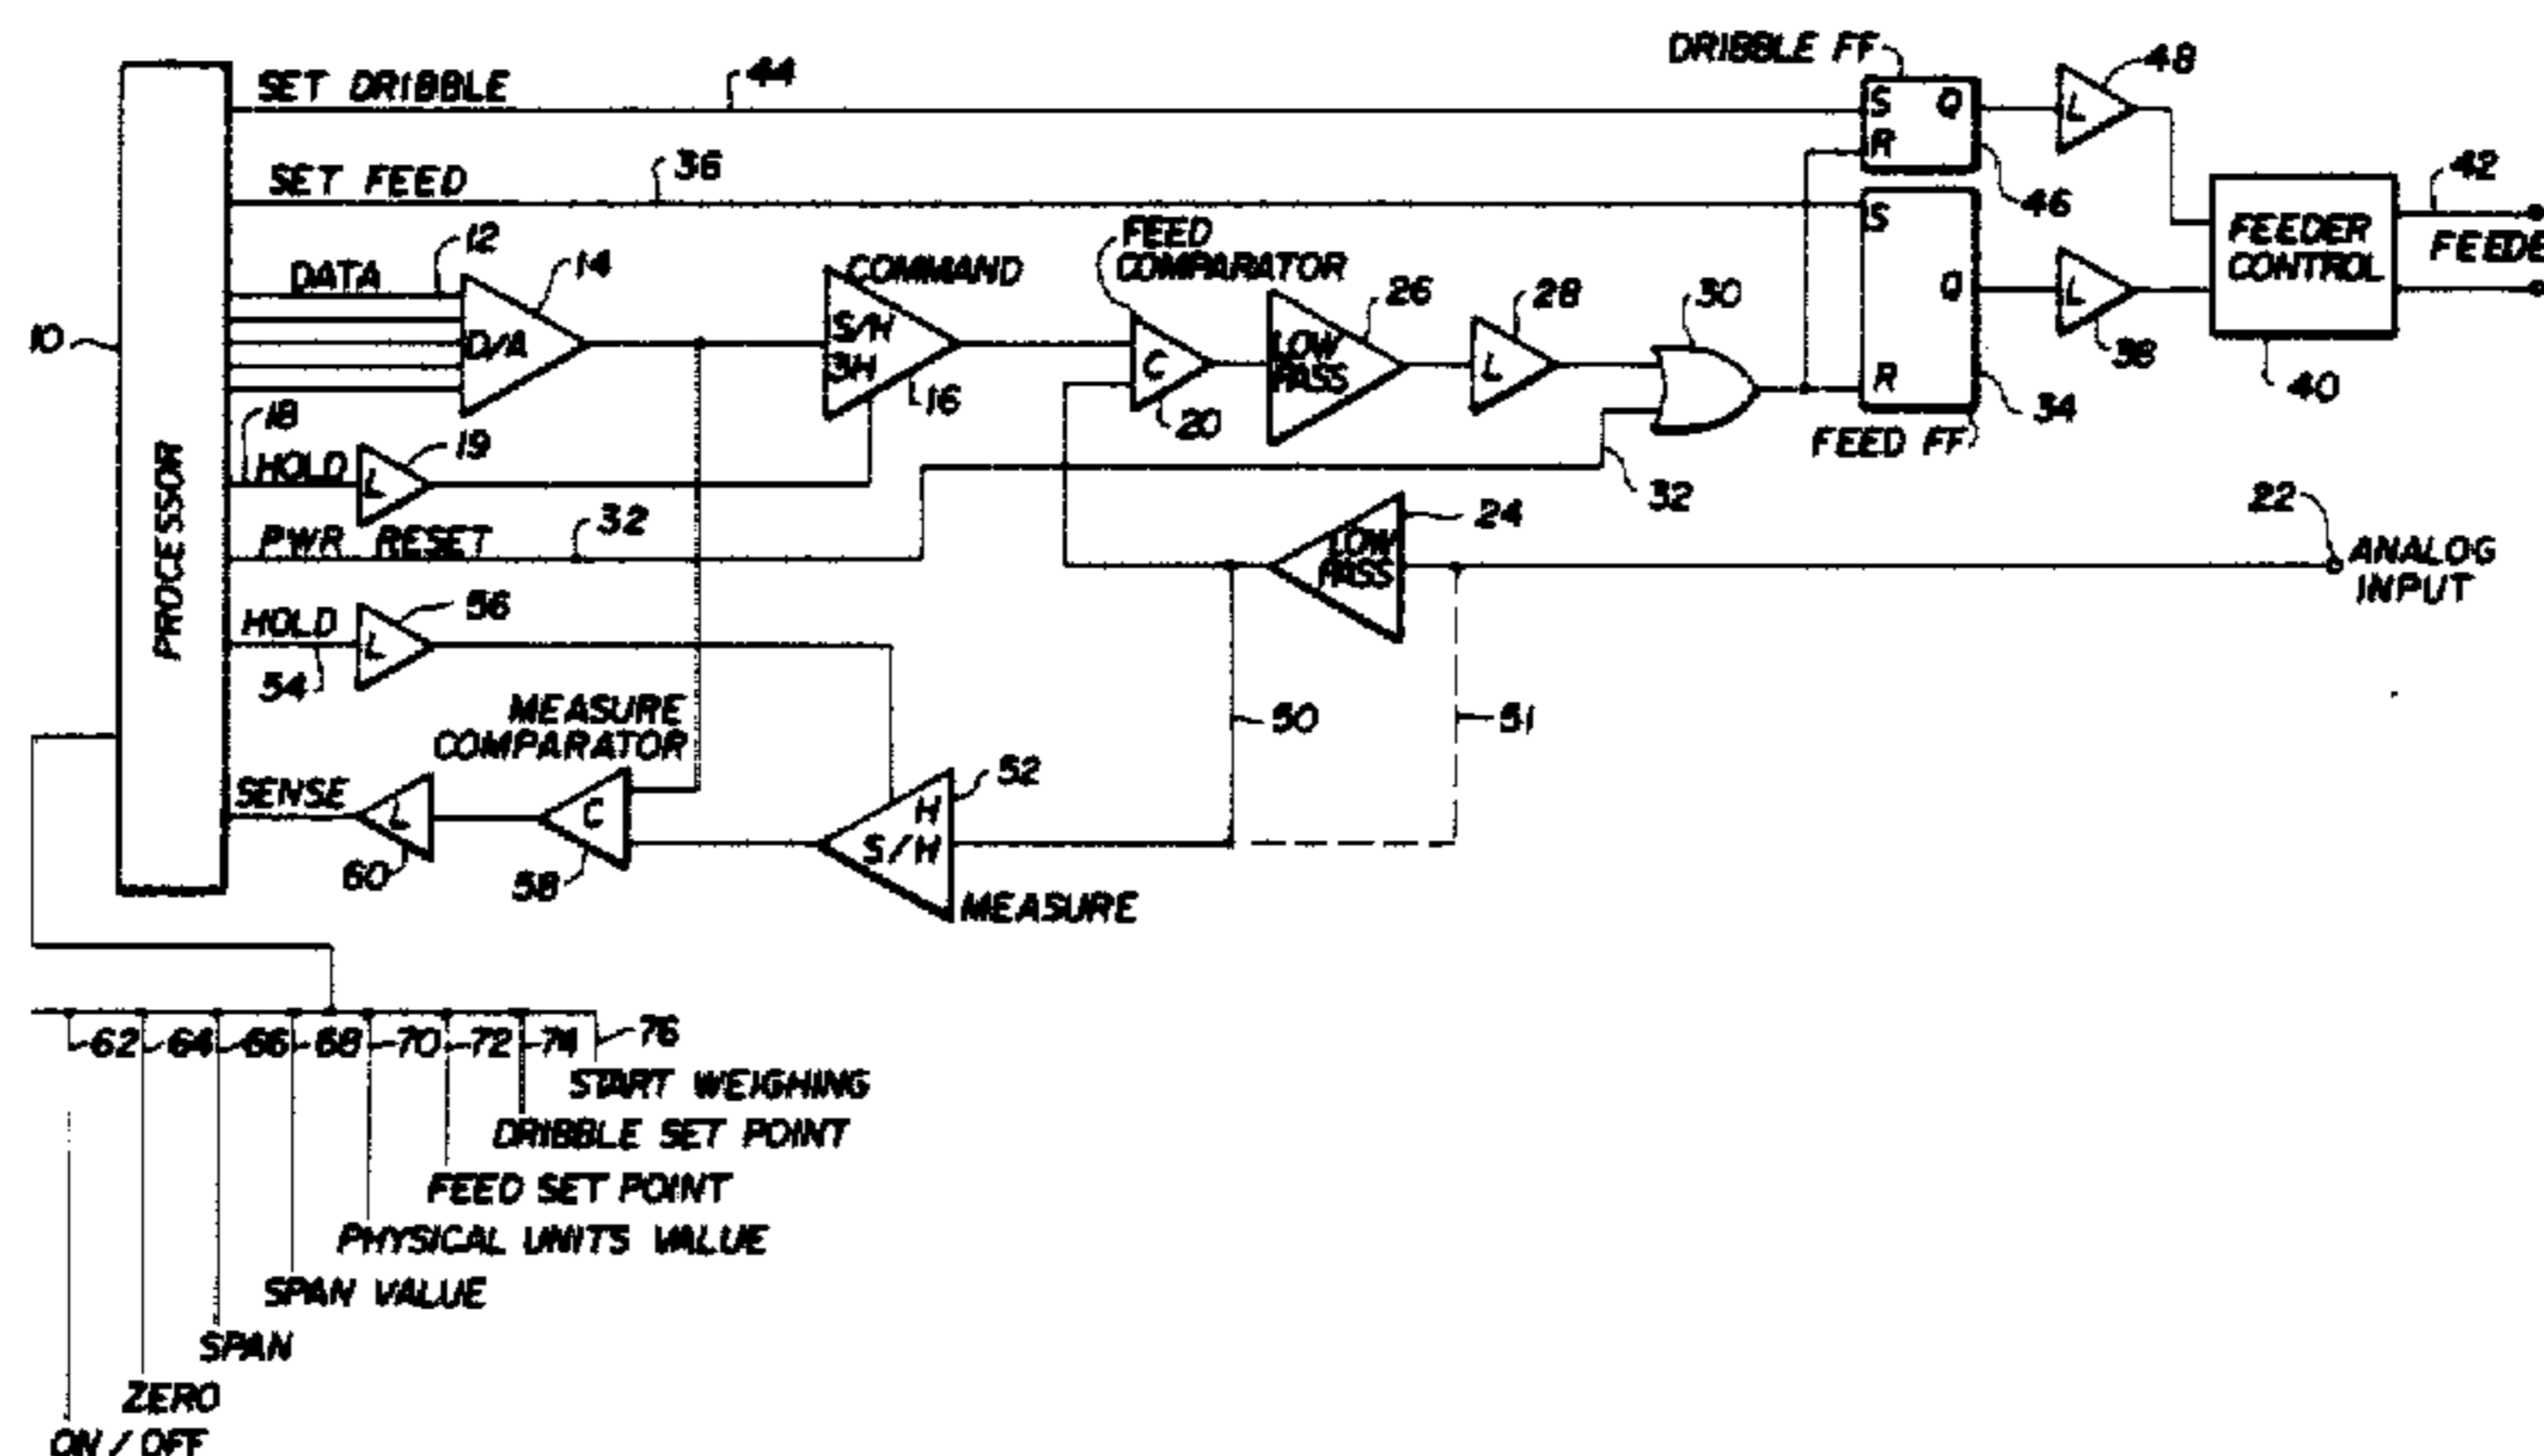 DRIBBLE FF
48
SET DRIBBLE
44
S Q
L
R
SET FEED
36
42
46
S
FEED
COMPARATOR
FEEDER
CONTROL
FEEDE
DATA
12
14
COMMAND
26
28
30
Q
L
38
40
10
D/A
S/H
16
C
20
LOW
PASS
L
R
34
FEED FF
18
HOLD
L
19
32
22
PROCESSOR
PWR RESET
32
LOW
PASS
24
ANALOG
INPUT
HOLD
L
56
54
MEASURE
COMPARATOR
50
51
SENSE
L
60
C
58
H
S/H
52
MEASURE
62 64 66 68 70 72 74 76
START WEIGHING
DRIBBLE SET POINT
FEED SET POINT
PHYSICAL UNITS VALUE
SPAN VALUE
SPAN
ZERO
ON / OFF